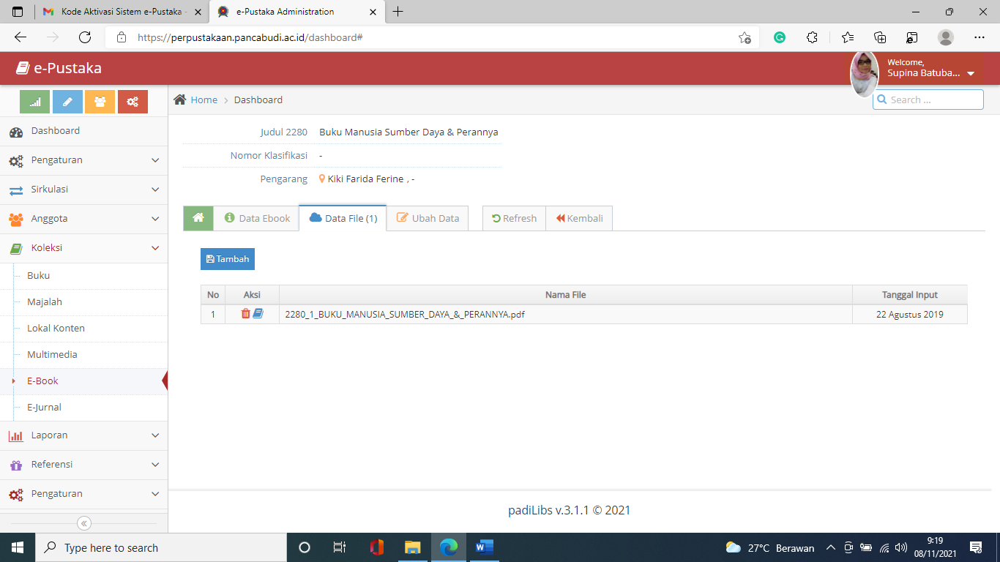 Kode Aktivasi Sistem e-Pustaka -
e-Pustaka Administration
https://perpustakaan.pancabudi.ac.id/dashboard#
e-Pustaka
Welcome,
Supina Batuba...
Home > Dashboard
Search ...
Dashboard
Pengaturan
Sirkulasi
Anggota
Koleksi
Buku
Majalah
Lokal Konten
Multimedia
E-Book
E-Jurnal
Laporan
Referensi
Pengaturan
Judul 2280 Buku Manusia Sumber Daya & Perannya
Nomor Klasifikasi -
Pengarang Kiki Farida Ferine , -
Data Ebook Data File (1) Ubah Data Refresh Kembali
Tambah
No Aksi Nama File Tanggal Input
1 2280_1_BUKU_MANUSIA_SUMBER_DAYA_&_PERANNYA.pdf 22 Agustus 2019
padiLibs v.3.1.1 © 2021
Type here to search
27°C Berawan
9:19
08/11/2021